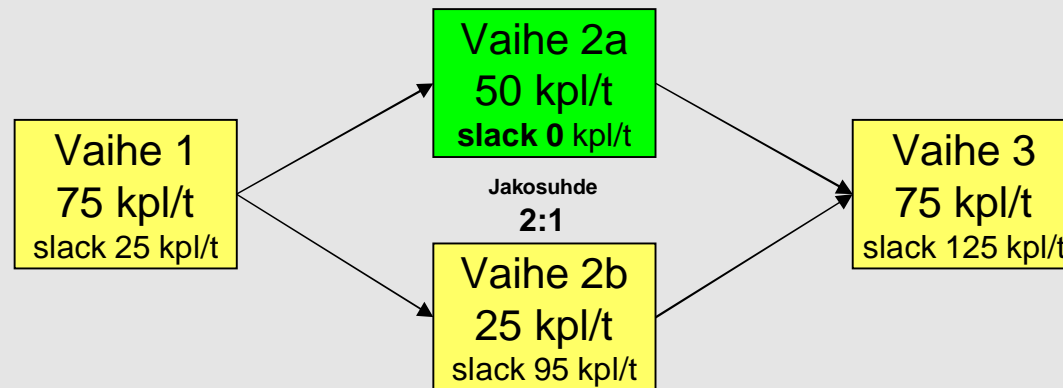 Vaihe 1
75 kpl/t
slack 25 kpl/t
Vaihe 2a
50 kpl/t
slack 0 kpl/t
Jakosuhde
2:1
Vaihe 2b
25 kpl/t
slack 95 kpl/t
Vaihe 3
75 kpl/t
slack 125 kpl/t